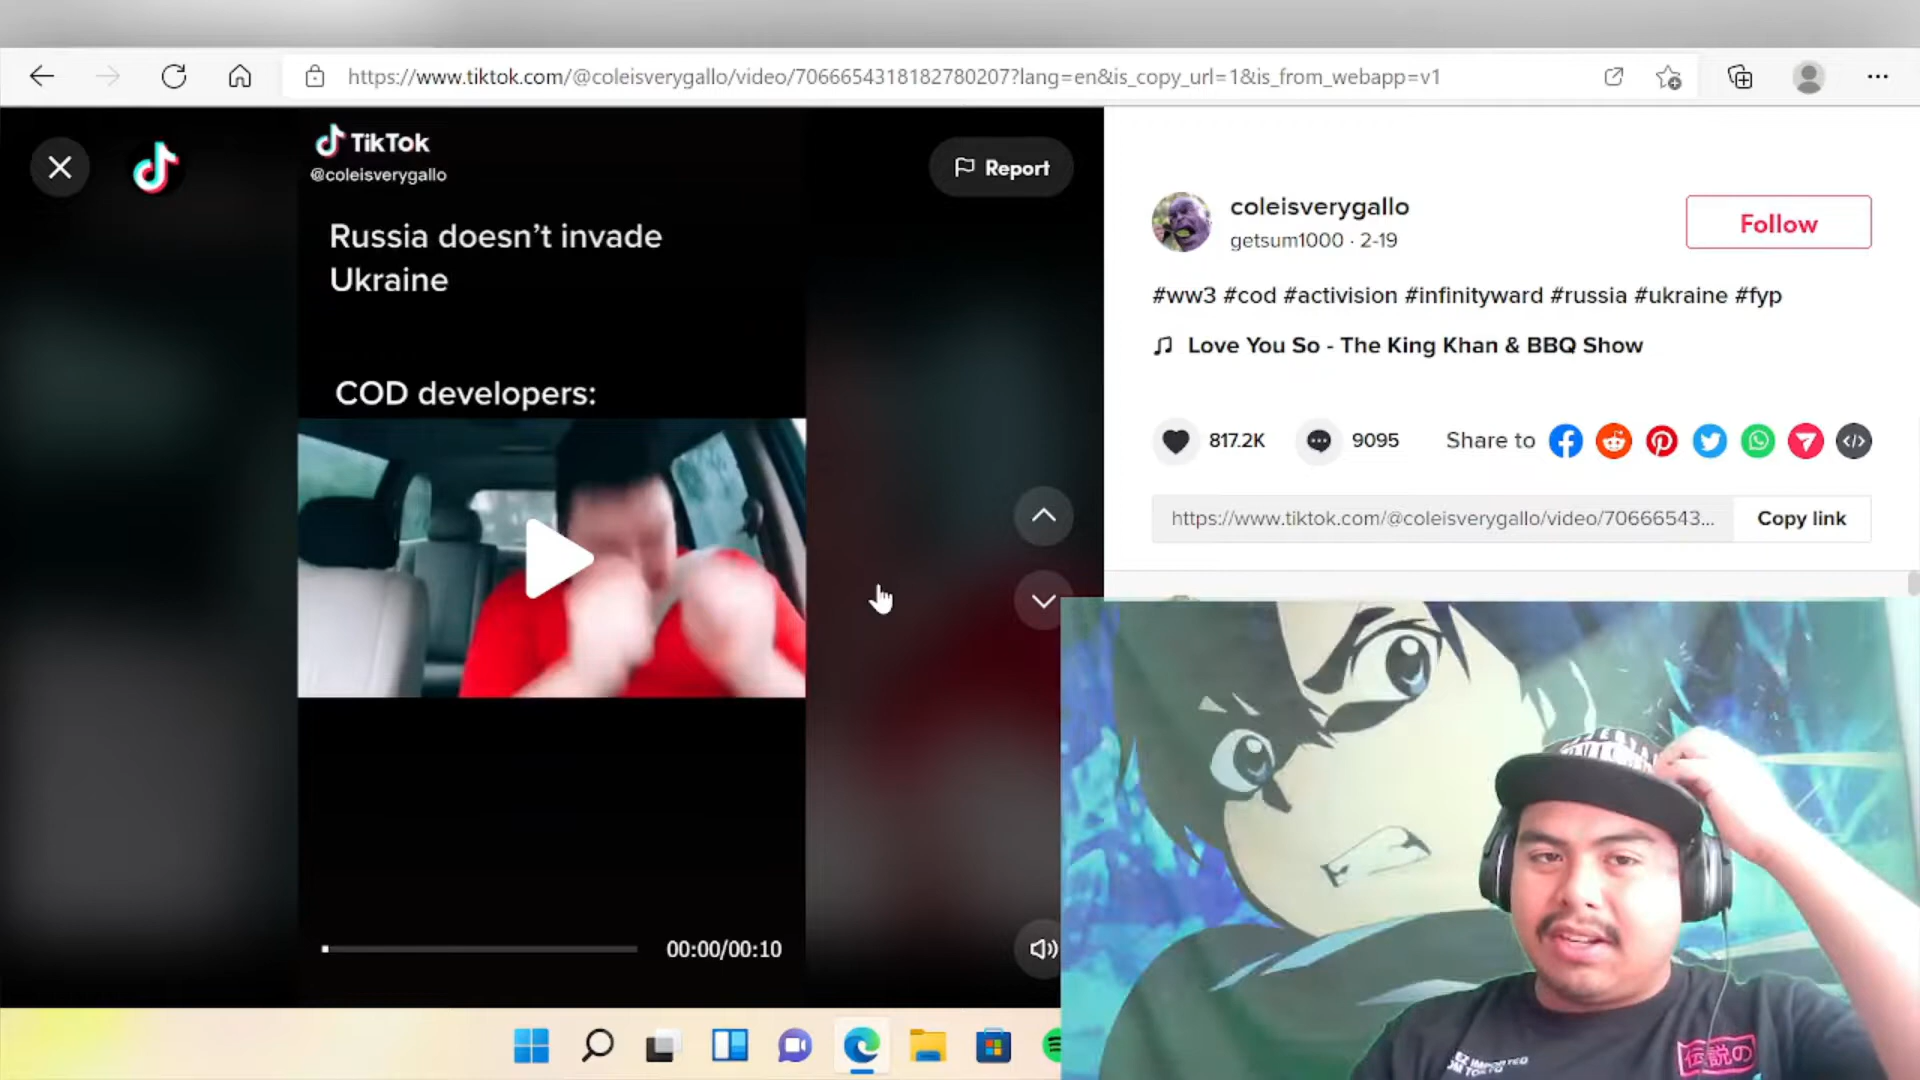 https://www.tiktok.com/@coleisverygallo/video/7066654318182780207?lang=en&is_copy_url=1&is_from_webapp=v1
TikTok
@coleisverygallo
Report
Russia doesn’t invade
Ukraine
COD developers:
00:00/00:10
coleisverygallo
getsum1000 · 2-19
Follow
#ww3 #cod #activision #infinityward #russia #ukraine #fyp
Love You So - The King Khan & BBQ Show
817.2K
9095
Share to
https://www.tiktok.com/@coleisverygallo/video/70666543...
Copy link
伝説の